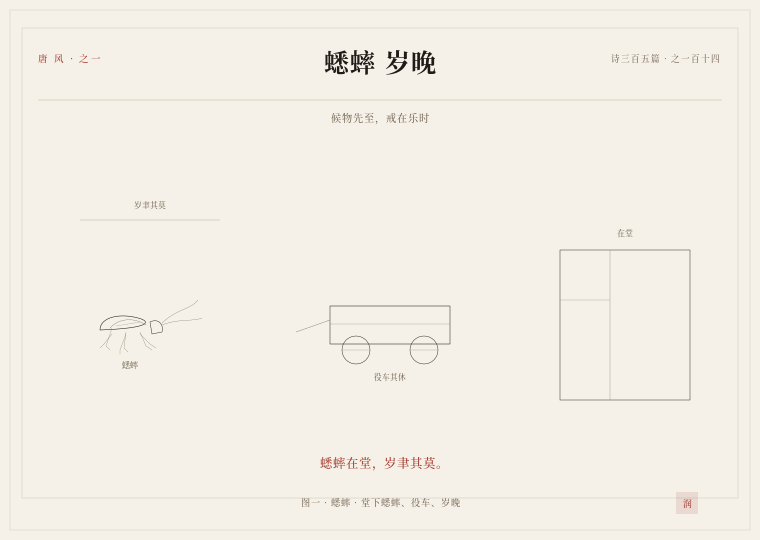 唐 风 · 之一
蟋蟀 岁晚
诗三百五篇 · 之一百十四
候物先至，戒在乐时
岁聿其莫
在堂
蟋蟀
役车其休
蟋蟀在堂，岁聿其莫。
图一 · 蟋蟀 · 堂下蟋蟀、役车、岁晚
洞